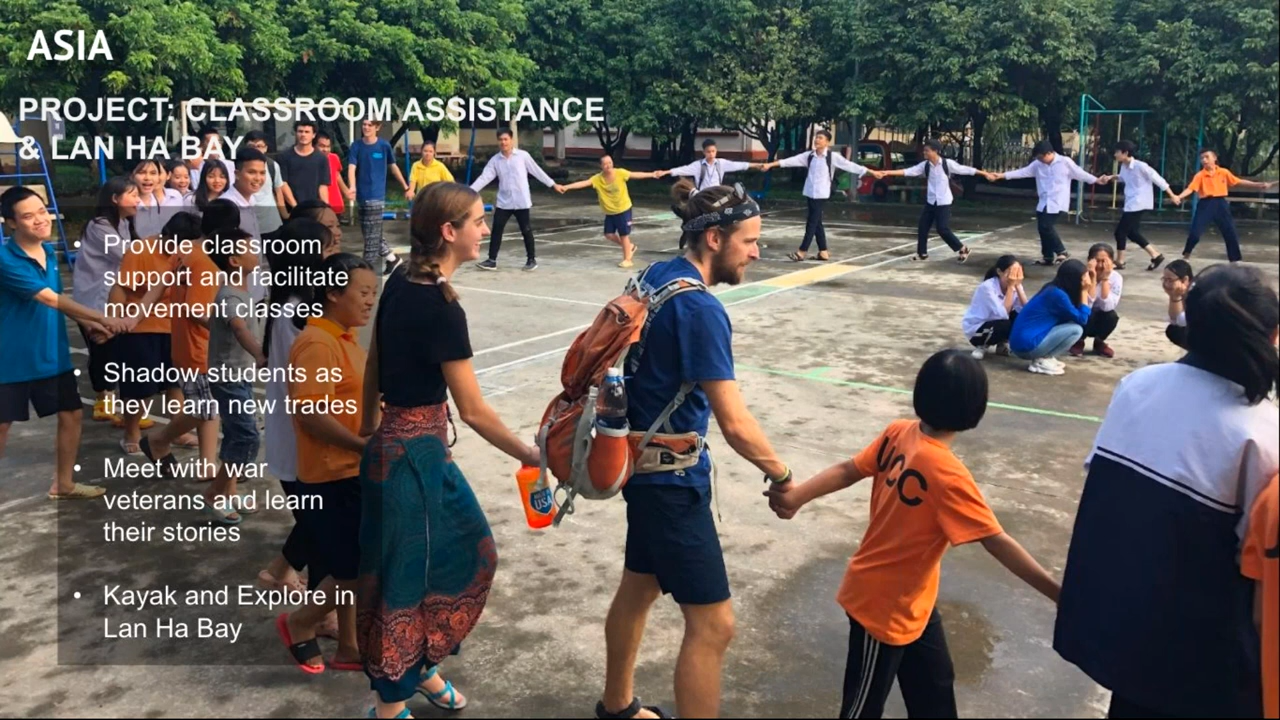 ASIA
PROJECT: CLASSROOM ASSISTANCE
& LAN HA BAY
• Provide classroom
support and facilitate
movement classes
• Shadow students as
they learn new trades
• Meet with war
veterans and learn
their stories
• Kayak and Explore in
Lan Ha Bay
USA
UCC